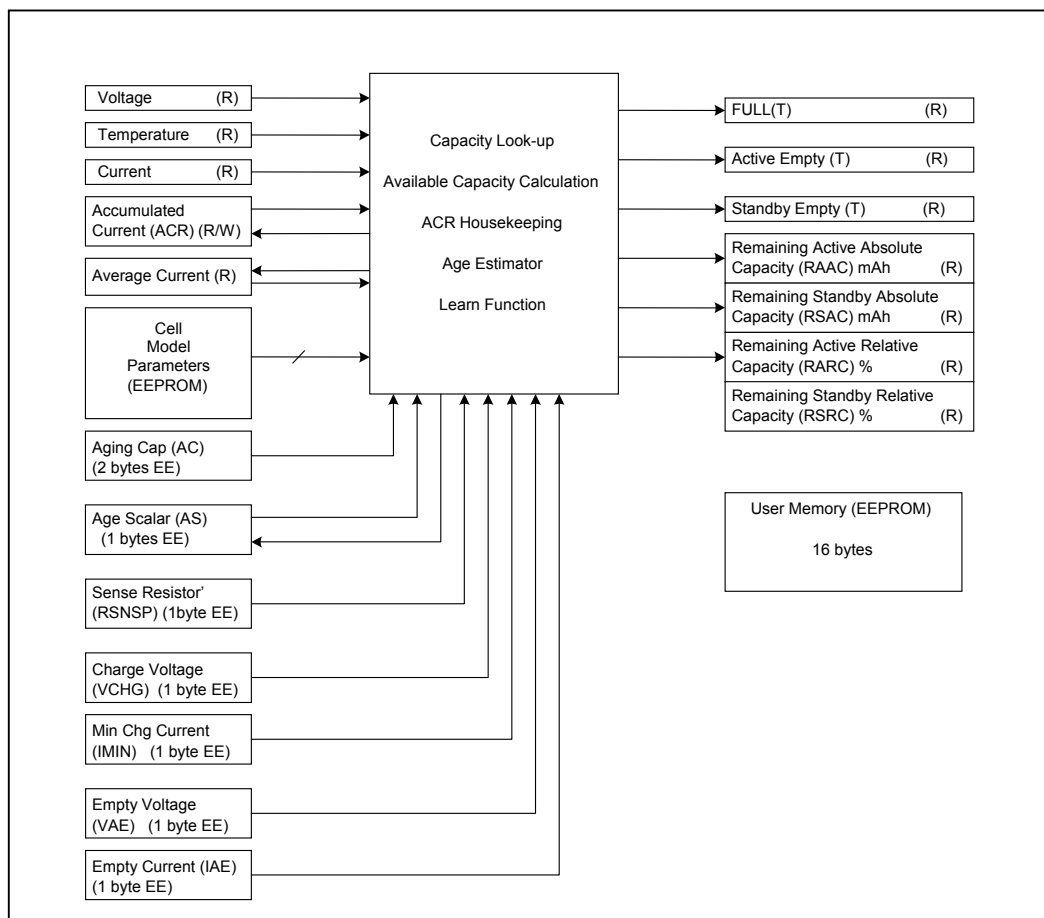 Voltage (R)
Temperature (R)
Current (R)
Accumulated
Current (ACR) (R/W)
Average Current (R)
Cell
Model
Parameters
(EEPROM)
Aging Cap (AC)
(2 bytes EE)
Age Scalar (AS)
(1 bytes EE)
Sense Resistor’
(RSNSP) (1byte EE)
Charge Voltage
(VCHG) (1 byte EE)
Min Chg Current
(IMIN) (1 byte EE)
Empty Voltage
(VAE) (1 byte EE)
Empty Current (IAE)
(1 byte EE)
Capacity Look-up
Available Capacity Calculation
ACR Housekeeping
Age Estimator
Learn Function
FULL(T) (R)
Active Empty (T) (R)
Standby Empty (T) (R)
Remaining Active Absolute
Capacity (RAAC) mAh (R)
Remaining Standby Absolute
Capacity (RSAC) mAh (R)
Remaining Active Relative
Capacity (RARC) % (R)
Remaining Standby Relative
Capacity (RSRC) % (R)
User Memory (EEPROM)
16 bytes